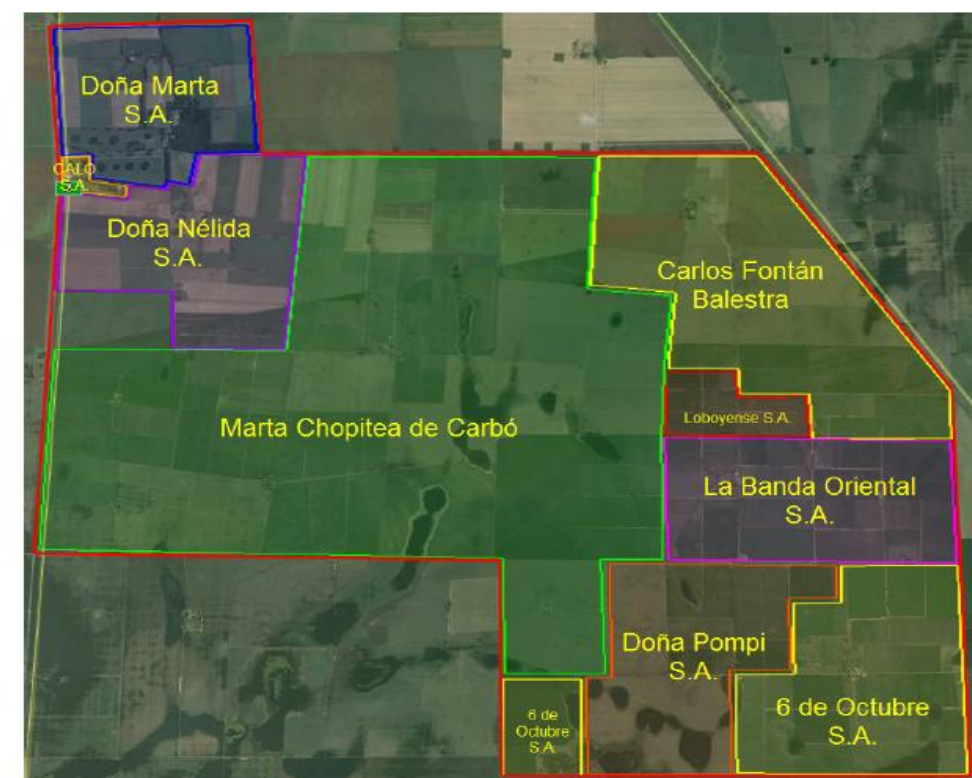 Doña Marta
S.A.
CALO
S.A.
Doña Nélida
S.A.
Carlos Fontán
Balestra
Loboyense S.A.
Marta Chopitea de Carbó
La Banda Oriental
S.A.
Doña Pompi
S.A.
6 de
Octubre
S.A.
6 de Octubre
S.A.